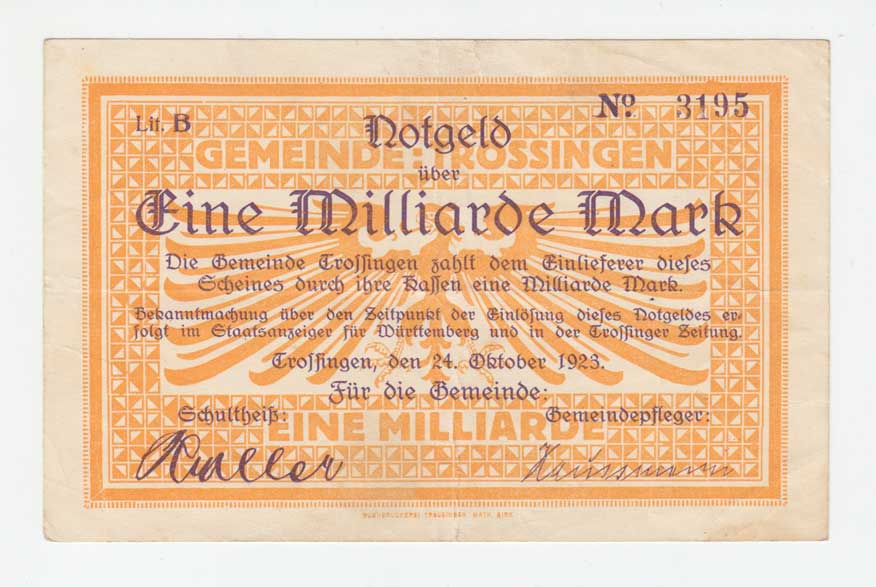 Lit. B
No. 3195
Notgeld
GEMEINDE: TROSSINGEN
über
Eine Milliarde Mark
Die Gemeinde Trossingen zahlt dem Einlieferer dieses
Scheines durch ihre Kassen eine Milliarde Mark.
Bekanntmachung über den Zeitpunkt der Einlösung dieses Notgeldes er-
folgt im Staatsanzeiger für Württemberg und in der Trossinger Zeitung.
Trossingen, den 24. Oktober 1923.
Für die Gemeinde:
Schultheiß: Gemeindepfleger:
EINE MILLIARDE
Haussmann